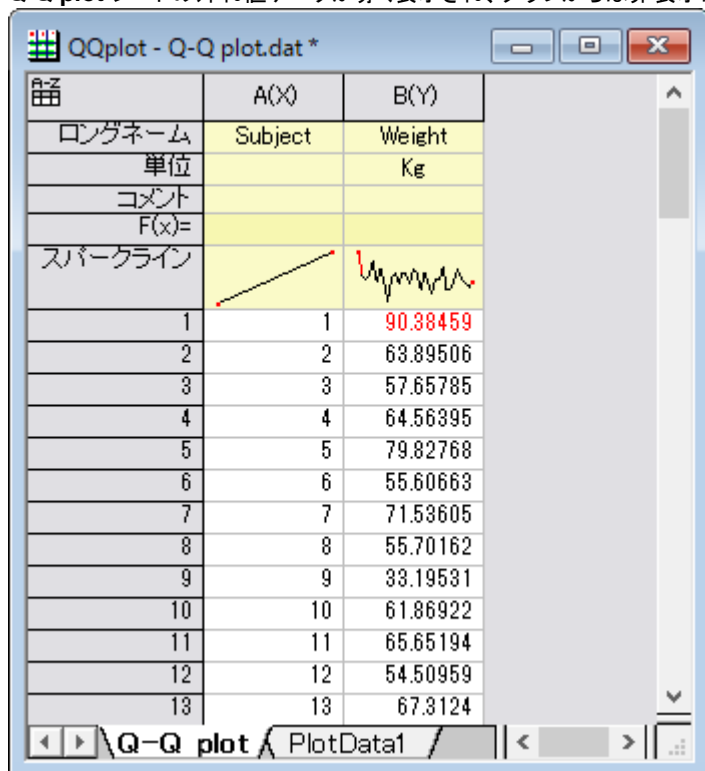 QQplot - Q-Q plot.dat *
A(X) B(Y)
ロングネーム Subject Weight
単位 Kg
コメント
F(x)=
スパークライン
1 1 90.38459
2 2 63.89506
3 3 57.65785
4 4 64.56395
5 5 79.82768
6 6 55.60663
7 7 71.53605
8 8 55.70162
9 9 33.19531
10 10 61.86922
11 11 65.65194
12 12 54.50959
13 13 67.3124
Q-Q plot PlotData1